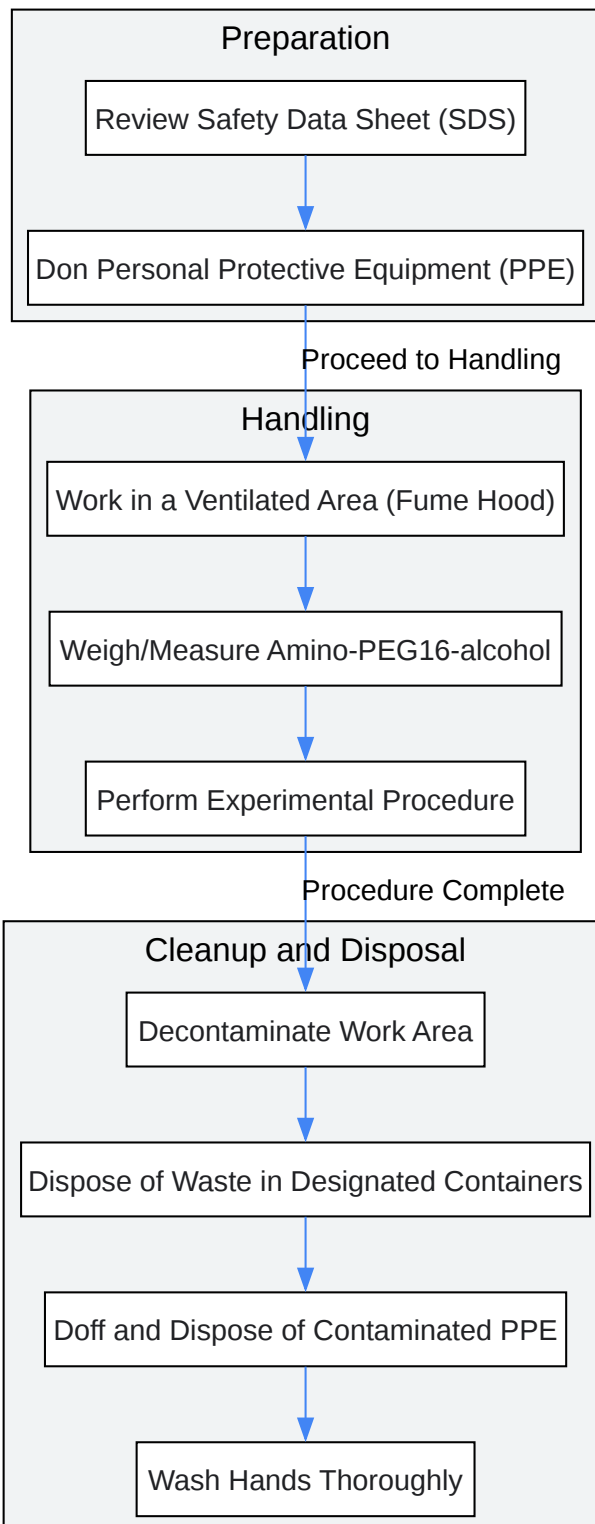 Preparation
Review Safety Data Sheet (SDS)
Don Personal Protective Equipment (PPE)
Proceed to Handling
Handling
Work in a Ventilated Area (Fume Hood)
Weigh/Measure Amino-PEG16-alcohol
Perform Experimental Procedure
Procedure Complete
Cleanup and Disposal
Decontaminate Work Area
Dispose of Waste in Designated Containers
Doff and Dispose of Contaminated PPE
Wash Hands Thoroughly